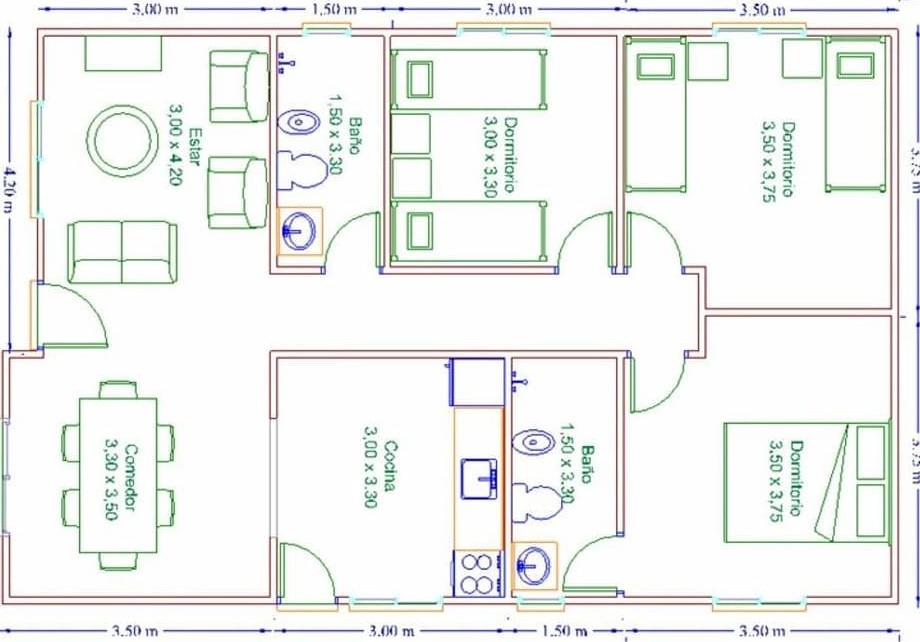 3,00 m
1,50 m
3,00 m
3.50 m
4,20 m
Estar
3,00 x 4,20
Baño
1,50 x 3.30
Dormitorio
3,00 x 3,30
Dormitorio
3,50 x 3,75
3,75 m
Comedor
3,30 x 3,50
Cocina
3,00 x 3.30
Baño
1,50 x 3.30
Dormitorio
3,50 x 3,75
3,75 m
3.50 m
3.00 m
1.50 m
3.50 m